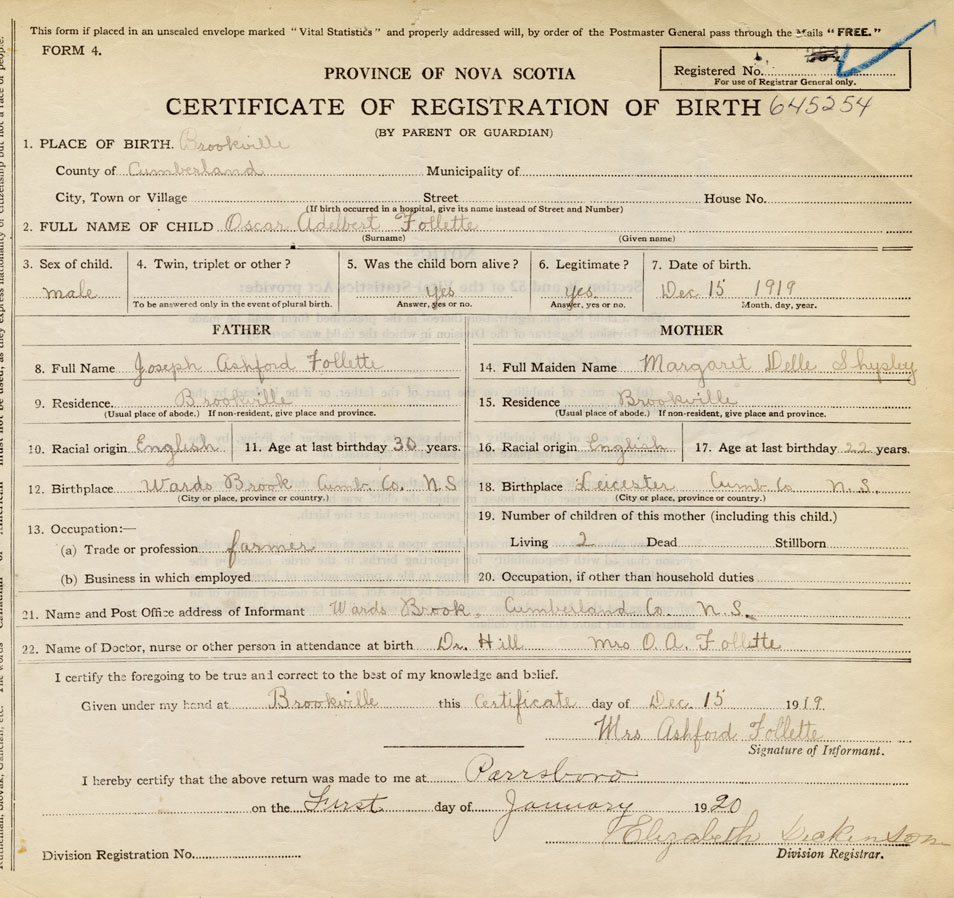 This form if placed in an unsealed envelope marked "Vital Statistics" and properly addressed will, by order of the Postmaster General pass through the Mails "FREE."
FORM 4.
Registered No.
For use of Registrar General only.
PROVINCE OF NOVA SCOTIA
CERTIFICATE OF REGISTRATION OF BIRTH 645254
(BY PARENT OR GUARDIAN)
1. PLACE OF BIRTH. Brookville
County of Cumberland Municipality of
City, Town or Village Street House No.
(If birth occurred in a hospital, give its name instead of Street and Number)
2. FULL NAME OF CHILD Oscar Adelbert Follette
(Surname) (Given name)
3. Sex of child. 4. Twin, triplet or other? 5. Was the child born alive? 6. Legitimate? 7. Date of birth.
male yes yes Dec 15 1919
To be answered only in the event of plural birth. Answer, yes or no. Answer, yes or no. Month, day, year.
FATHER MOTHER
8. Full Name Joseph Ashford Follette 14. Full Maiden Name Margaret Delle Shypley
9. Residence. Brookville 15. Residence Brookville
(Usual place of abode.) If non-resident, give place and province. (Usual place of abode.) If non-resident, give place and province.
10. Racial origin English 11. Age at last birthday 30 years. 16. Racial origin English 17. Age at last birthday 22 years.
12. Birthplace Wards Brook Cumb Co. N.S 18. Birthplace Leicester Cumb Co N.S.
(City or place, province or country.) (City or place, province or country.)
13. Occupation:— 19. Number of children of this mother (including this child.)
(a) Trade or profession farmer Living 2 Dead Stillborn
(b) Business in which employed 20. Occupation, if other than household duties
21. Name and Post Office address of Informant Wards Brook, Cumberland Co. N.S.
22. Name of Doctor, nurse or other person in attendance at birth Dr. Hill Mrs O. A. Follette
I certify the foregoing to be true and correct to the best of my knowledge and belief.
Given under my hand at Brookville this Certificate day of Dec 15 1919.
Mrs Ashford Follette
Signature of Informant.
I hereby certify that the above return was made to me at Parrsboro
on the First day of January 1920
Elizabeth Dickinson
Division Registration No. Division Registrar.